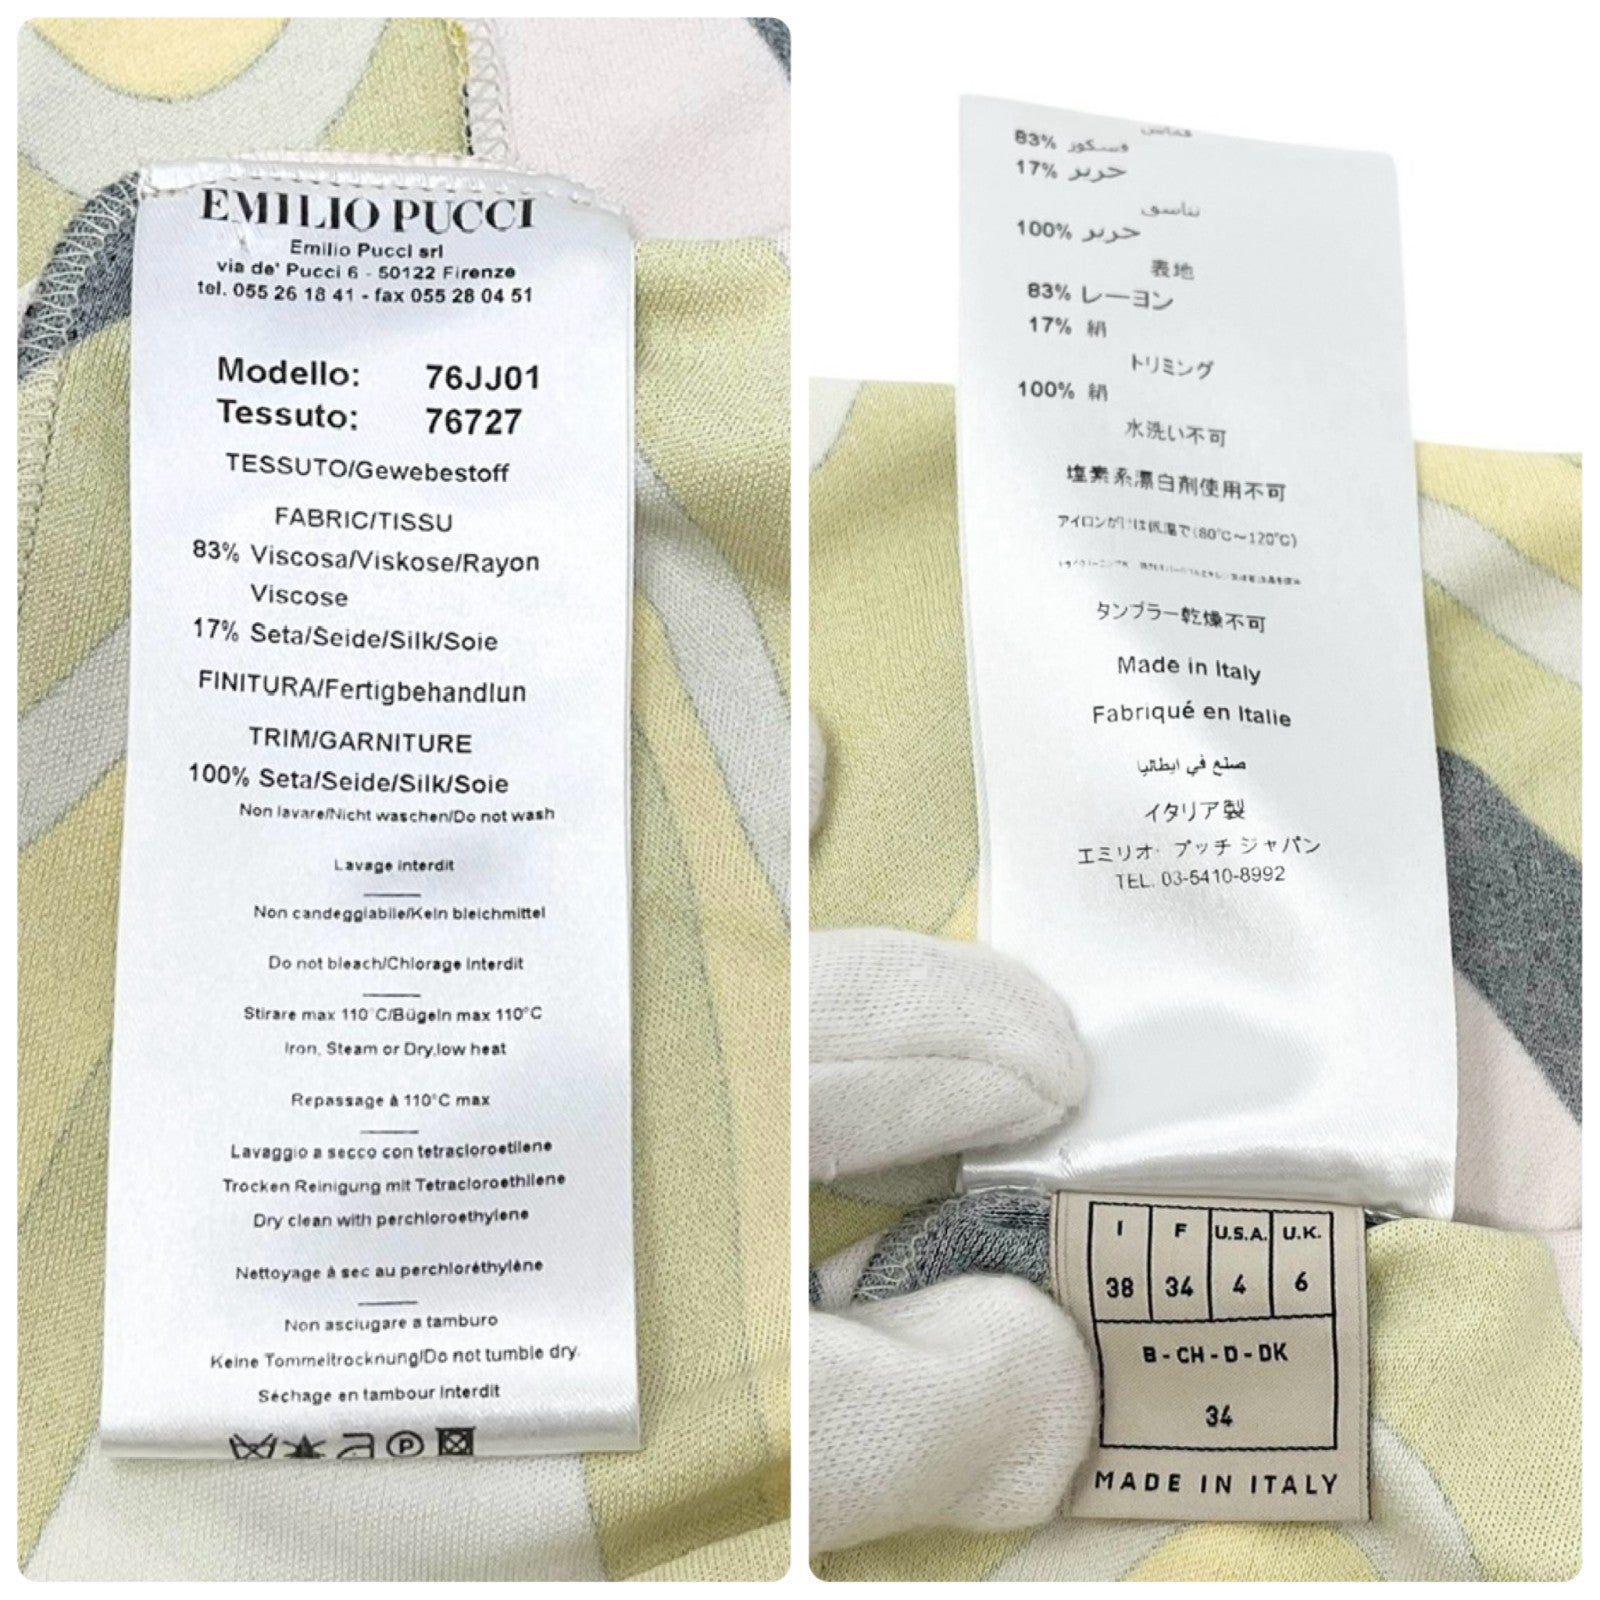 EMILIO PUCCI
Emilio Pucci srl
via de' Pucci 6 - 50122 Firenze
tel. 055 26 18 41 - fax 055 28 04 51
Modello: 76JJ01
Tessuto: 76727
TESSUTO/Gewebestoff
FABRIC/TISSU
83% Viscosa/Viskose/Rayon
Viscose
17% Seta/Seide/Silk/Soie
FINITURA/Fertigbehandlun
TRIM/GARNITURE
100% Seta/Seide/Silk/Soie
Non lavare/Nicht waschen/Do not wash
Lavage interdit
Non candeggiabile/Kein bleichmittel
Do not bleach/Chlorage Interdit
Stirare max 110°C/Bügeln max 110°C
Iron, Steam or Dry,low heat
Repassage à 110°C max
Lavaggio a secco con tetracloroetilene
Trocken Reinigung mit Tetracloroethilene
Dry clean with perchloroethylene
Nettoyage à sec au perchloréthylène
Non asciugare a tamburo
Keine Tommeltrocknung/Do not tumble dry.
Séchage en tambour Interdit
P
قماش
83% فسكوز
17% حرير
100% حرير
表地
83% レーヨン
17% 絹
トリミング
100% 絹
水洗い不可
塩素系漂白剤使用不可
アイロンがけは低温で(80°C～120°C)
タンブラー乾燥不可
Made in Italy
Fabriqué en Italie
صنع في ايطاليا
イタリア製
エミリオ・プッチ ジャパン
TEL. 03-5410-8992
I F U.S.A. U.K.
38 34 4 6
B - CH - D - DK
34
MADE IN ITALY